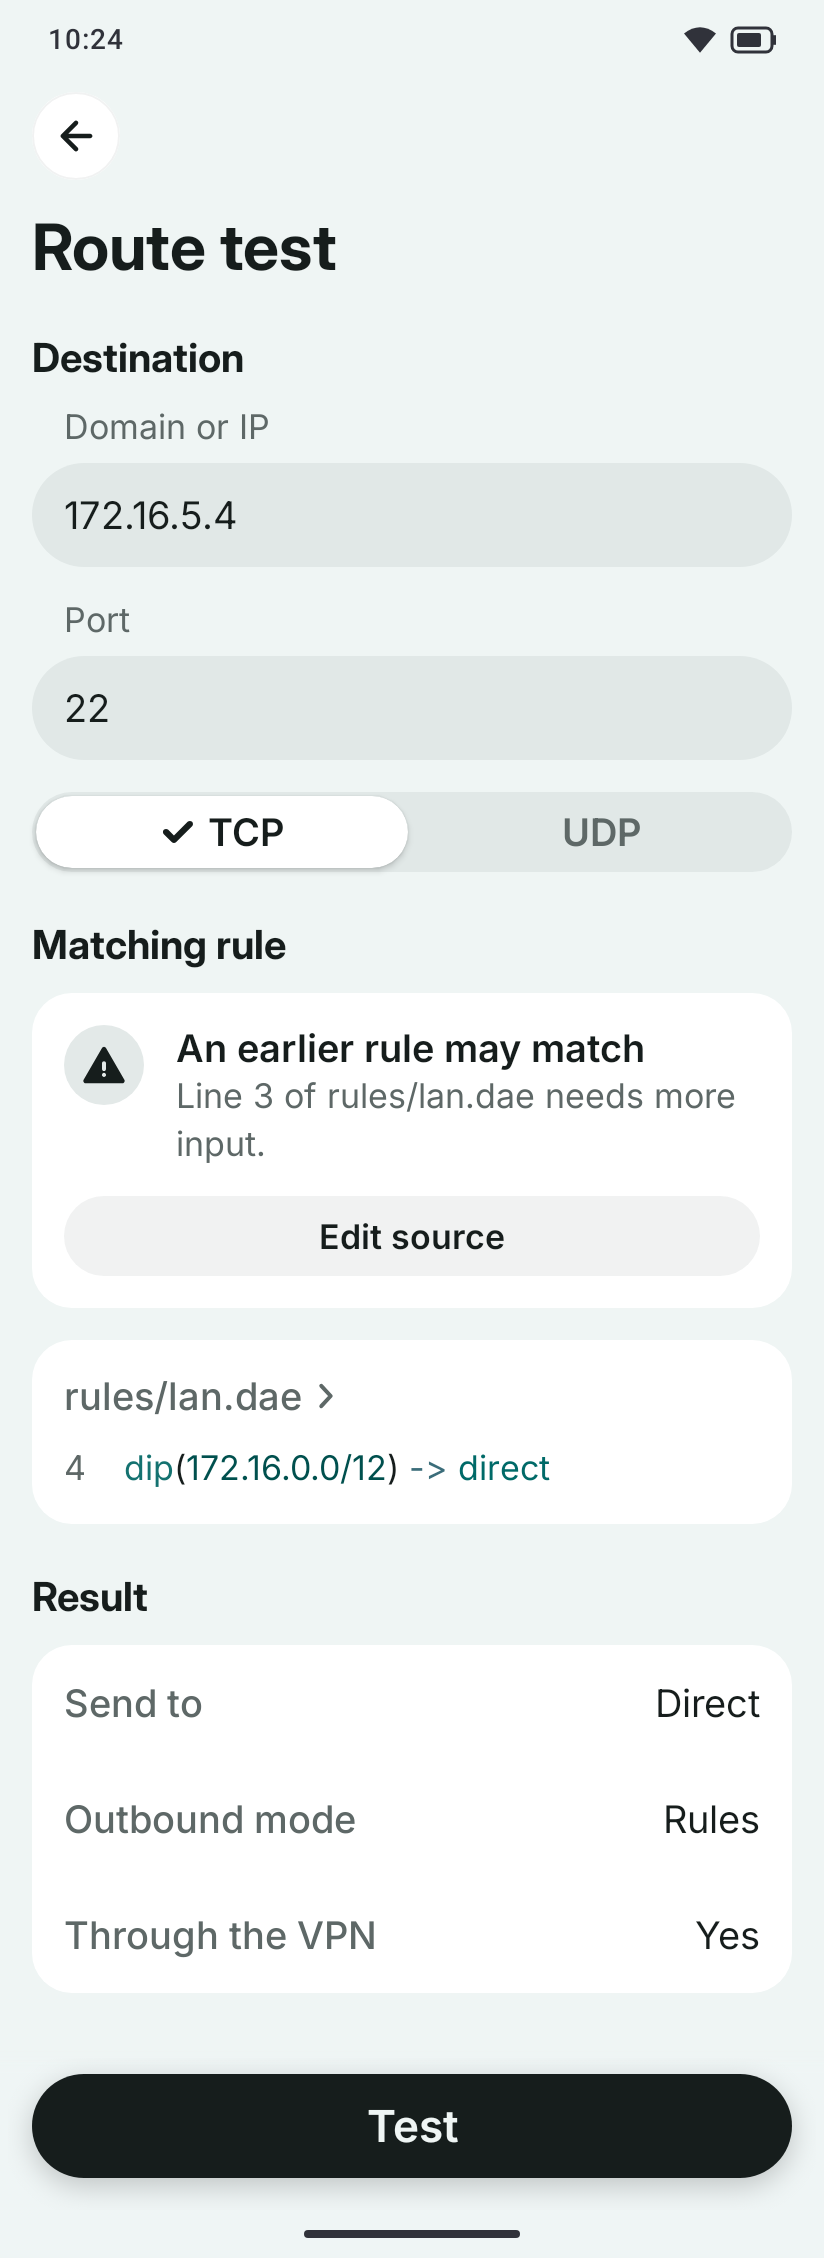 10:24
Route test
Destination
Domain or IP
172.16.5.4
Port
22
TCP
UDP
Matching rule
An earlier rule may match
Line 3 of rules/lan.dae needs more
input.
Edit source
rules/lan.dae
4 dip(172.16.0.0/12) -> direct
Result
Send to Direct
Outbound mode Rules
Through the VPN Yes
Test